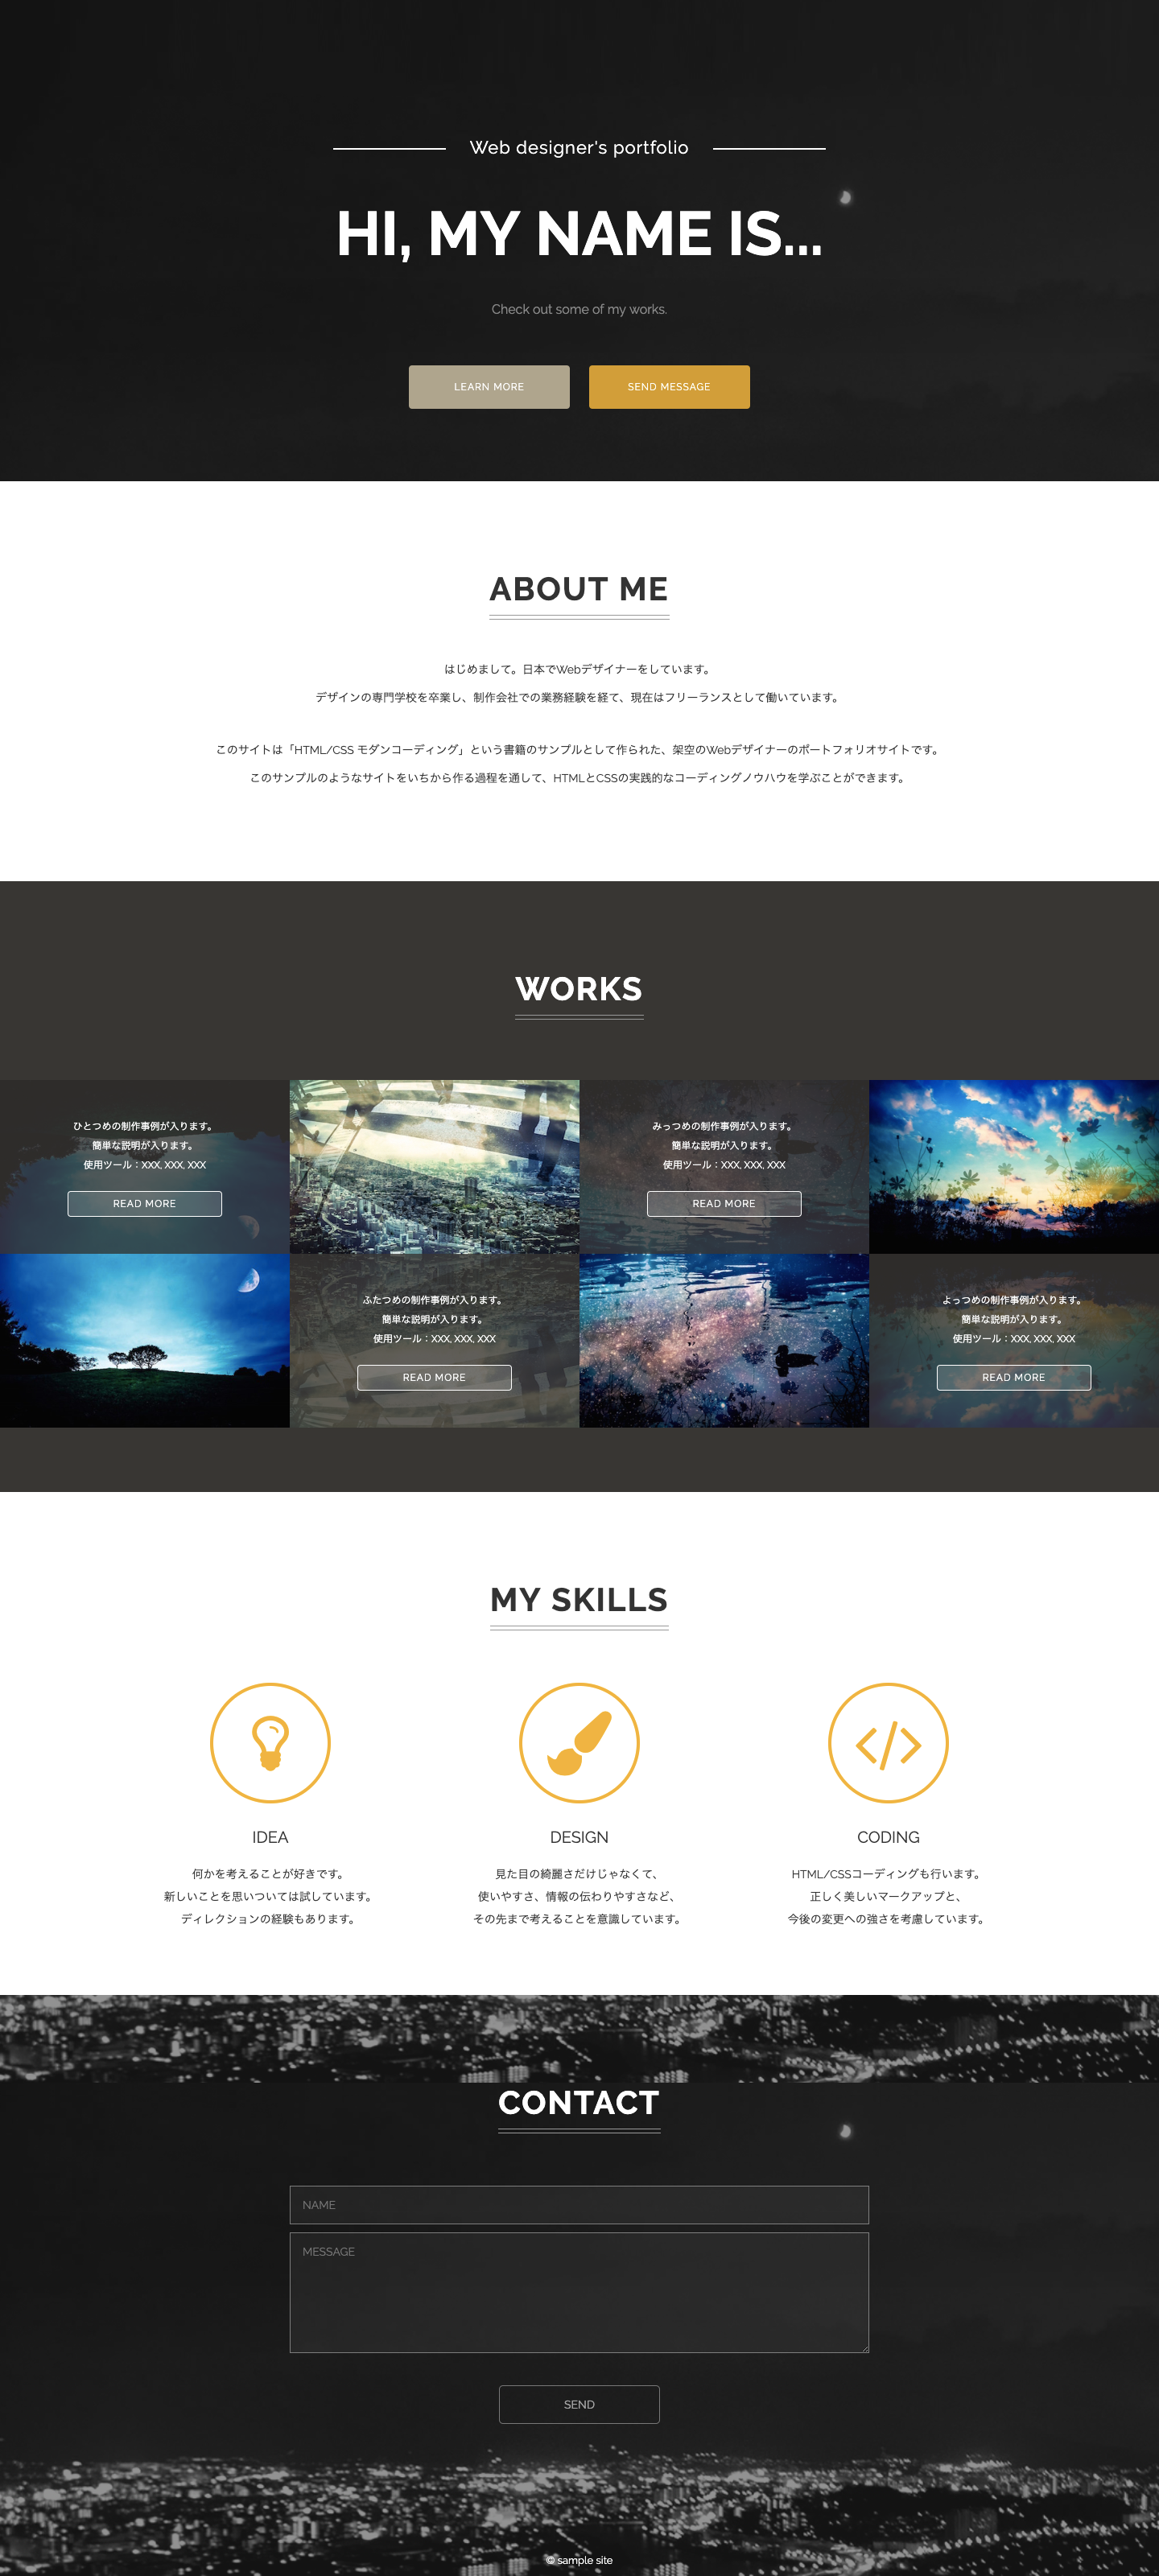 Web designer's portfolio
HI, MY NAME IS...
Check out some of my works.
LEARN MORE
SEND MESSAGE
ABOUT ME
はじめまして。日本でWebデザイナーをしています。
デザインの専門学校を卒業し、制作会社での業務経験を経て、現在はフリーランスとして働いています。
このサイトは「HTML/CSS モダンコーディング」という書籍のサンプルとして作られた、架空のWebデザイナーのポートフォリオサイトです。
このサンプルのようなサイトをいちから作る過程を通して、HTMLとCSSの実践的なコーディングノウハウを学ぶことができます。
WORKS
ひとつめの制作事例が入ります。
簡単な説明が入ります。
使用ツール：XXX, XXX, XXX
READ MORE
みっつめの制作事例が入ります。
簡単な説明が入ります。
使用ツール：XXX, XXX, XXX
READ MORE
ふたつめの制作事例が入ります。
簡単な説明が入ります。
使用ツール：XXX, XXX, XXX
READ MORE
よっつめの制作事例が入ります。
簡単な説明が入ります。
使用ツール：XXX, XXX, XXX
READ MORE
MY SKILLS
IDEA
何かを考えることが好きです。
新しいことを思いついては試しています。
ディレクションの経験もあります。
DESIGN
見た目の綺麗さだけじゃなくて、
使いやすさ、情報の伝わりやすさなど、
その先まで考えることを意識しています。
CODING
HTML/CSSコーディングも行います。
正しく美しいマークアップと、
今後の変更への強さを考慮しています。
CONTACT
NAME
MESSAGE
SEND
© sample site